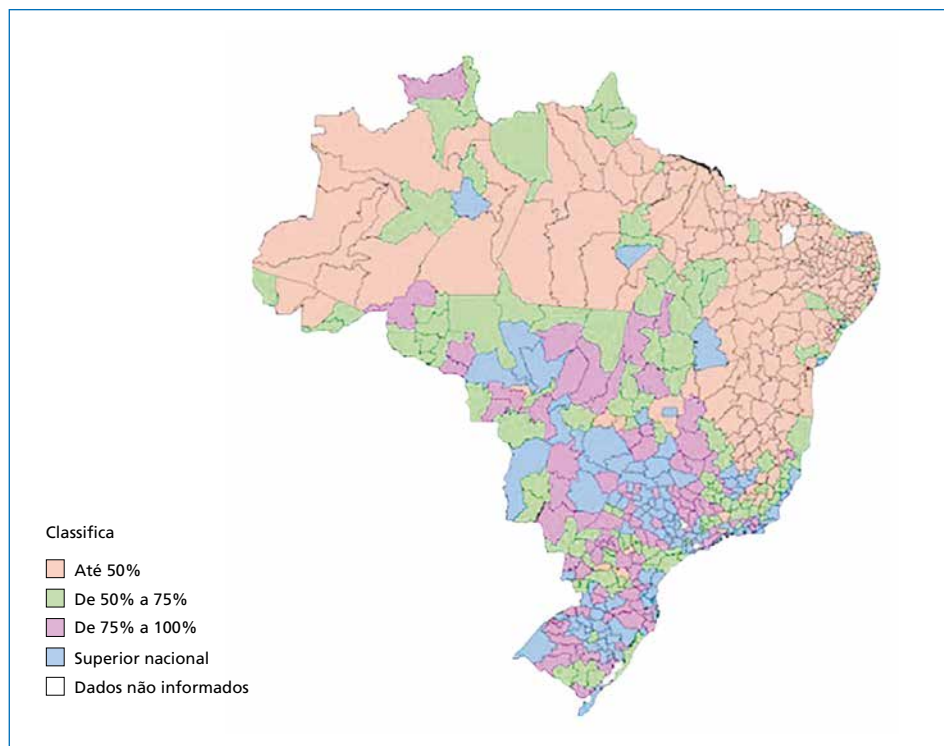 Classifica
Até 50%
De 50% a 75%
De 75% a 100%
Superior nacional
Dados não informados